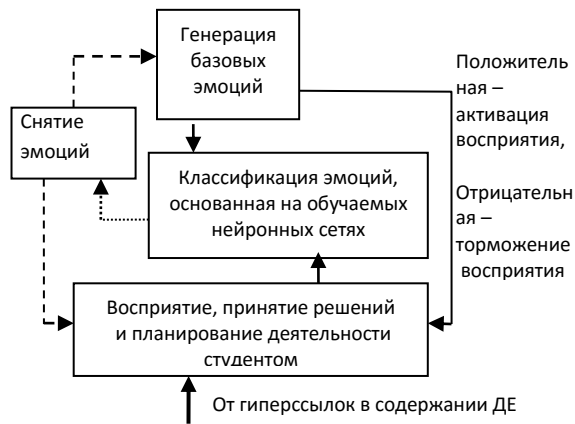 Генерация
базовых
эмоций
Положитель
ная –
активация
восприятия,
Отрицательн
ая –
торможение
восприятия
Снятие
эмоций
Классификация эмоций,
основанная на обучаемых
нейронных сетях
Восприятие, принятие решений
и планирование деятельности
студентом
От гиперссылок в содержании ДЕ